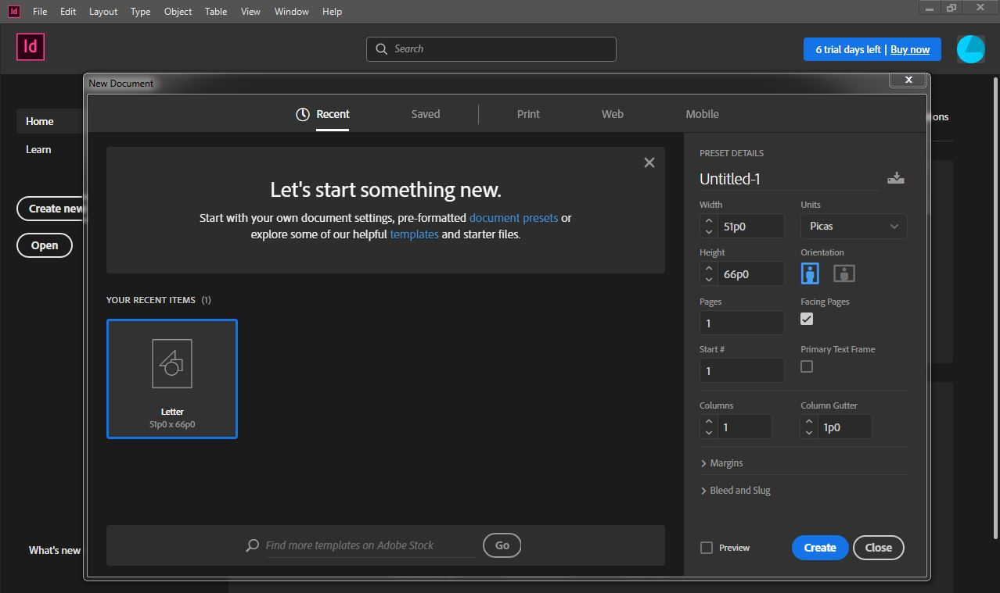 Id File Edit Layout Type Object Table View Window Help
Id Search 6 trial days left | Buy now
New Document
Home
Learn
Create new
Open
What's new
ons
Recent Saved Print Web Mobile
Let's start something new.
Start with your own document settings, pre-formatted document presets or
explore some of our helpful templates and starter files.
YOUR RECENT ITEMS (1)
Letter
51p0 x 66p0
Find more templates on Adobe Stock Go
PRESET DETAILS
Untitled-1
Width Units
51p0 Picas
Height Orientation
66p0
Pages Facing Pages
1
Start # Primary Text Frame
1
Columns Column Gutter
1 1p0
Margins
Bleed and Slug
Preview Create Close